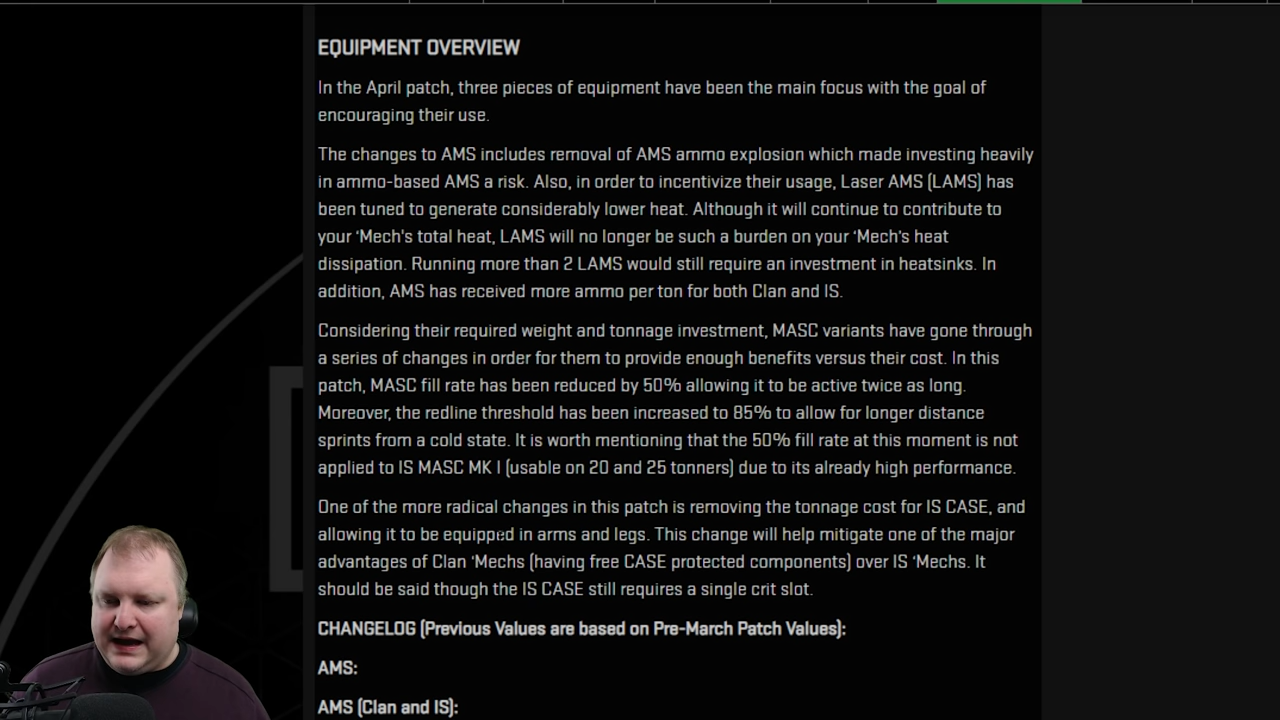 EQUIPMENT OVERVIEW
In the April patch, three pieces of equipment have been the main focus with the goal of
encouraging their use.
The changes to AMS includes removal of AMS ammo explosion which made investing heavily
in ammo-based AMS a risk. Also, in order to incentivize their usage, Laser AMS (LAMS) has
been tuned to generate considerably lower heat. Although it will continue to contribute to
your ‘Mech's total heat, LAMS will no longer be such a burden on your ‘Mech’s heat
dissipation. Running more than 2 LAMS would still require an investment in heatsinks. In
addition, AMS has received more ammo per ton for both Clan and IS.
Considering their required weight and tonnage investment, MASC variants have gone through
a series of changes in order for them to provide enough benefits versus their cost. In this
patch, MASC fill rate has been reduced by 50% allowing it to be active twice as long.
Moreover, the redline threshold has been increased to 85% to allow for longer distance
sprints from a cold state. It is worth mentioning that the 50% fill rate at this moment is not
applied to IS MASC MK I (usable on 20 and 25 tonners) due to its already high performance.
One of the more radical changes in this patch is removing the tonnage cost for IS CASE, and
allowing it to be equipped in arms and legs. This change will help mitigate one of the major
advantages of Clan ‘Mechs (having free CASE protected components) over IS ‘Mechs. It
should be said though the IS CASE still requires a single crit slot.
CHANGELOG (Previous Values are based on Pre-March Patch Values):
AMS:
AMS (Clan and IS):